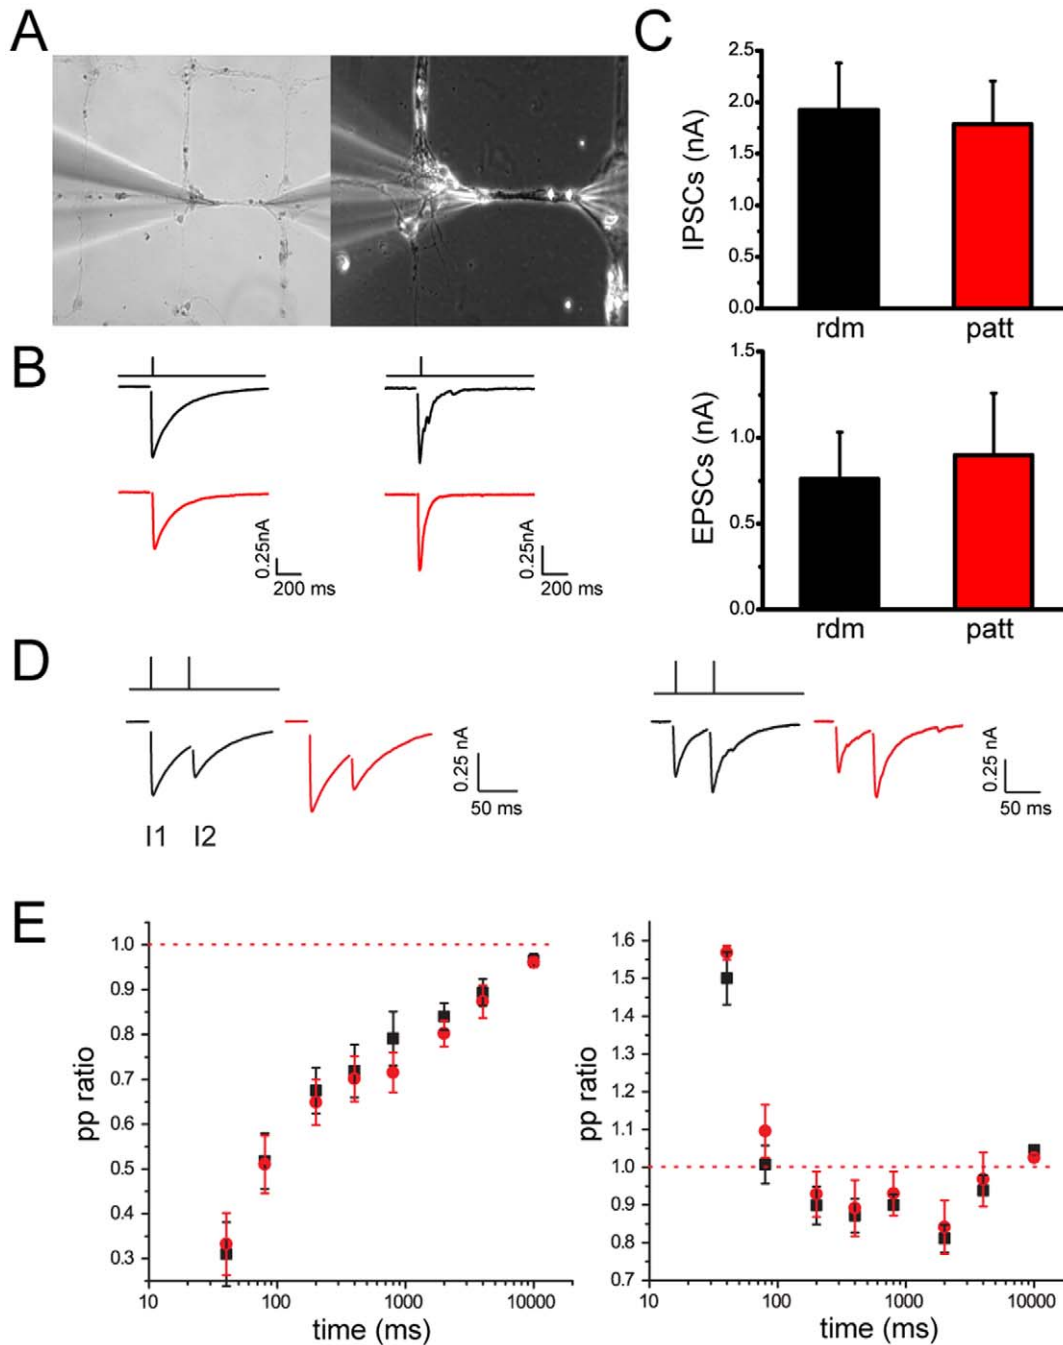 A
C
2.5
2.0
1.5
1.0
0.5
0.0
IPSCs (nA)
rdm patt
B
0.25nA
200 ms
0.25nA
200 ms
1.5
1.0
0.5
0.0
EPSCs (nA)
rdm patt
D
0.25 nA
50 ms
I1 I2
0.25 nA
50 ms
E
1.0
0.9
0.8
0.7
0.6
0.5
0.4
0.3
pp ratio
10 100 1000 10000
time (ms)
1.6
1.5
1.4
1.3
1.2
1.1
1.0
0.9
0.8
0.7
pp ratio
10 100 1000 10000
time (ms)